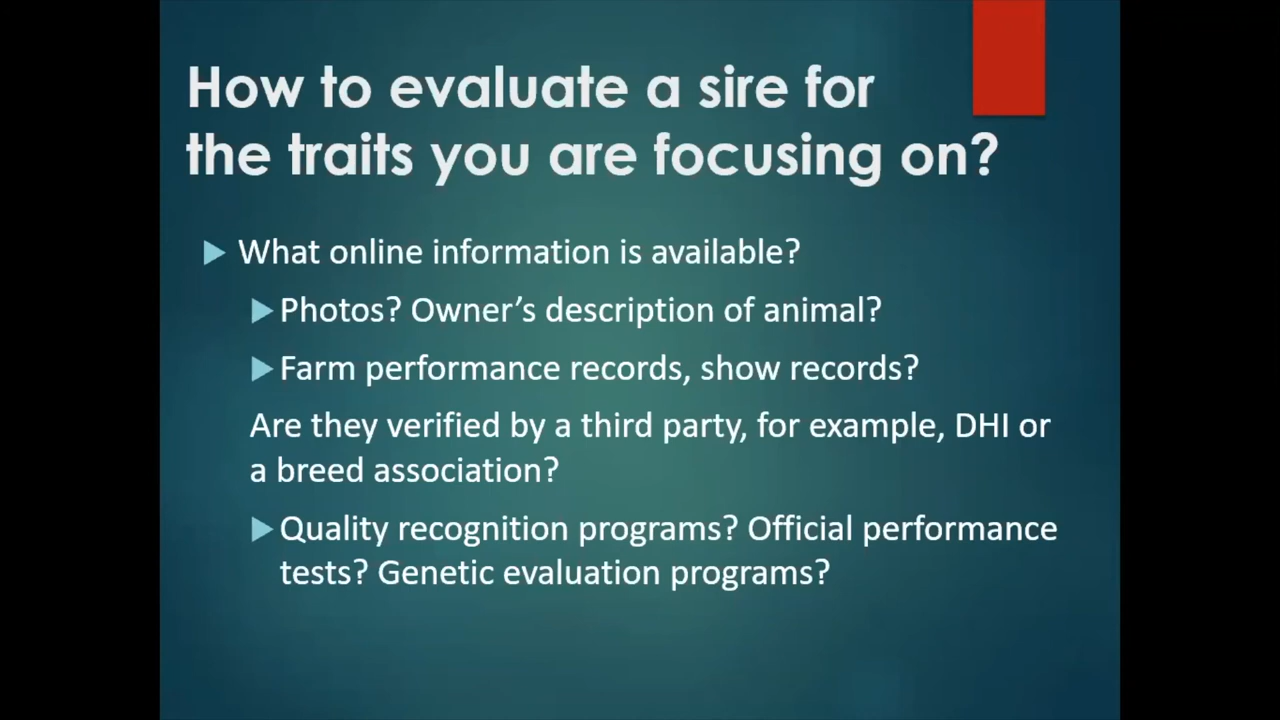 How to evaluate a sire for
the traits you are focusing on?
What online information is available?
Photos? Owner’s description of animal?
Farm performance records, show records?
Are they verified by a third party, for example, DHI or
a breed association?
Quality recognition programs? Official performance
tests? Genetic evaluation programs?